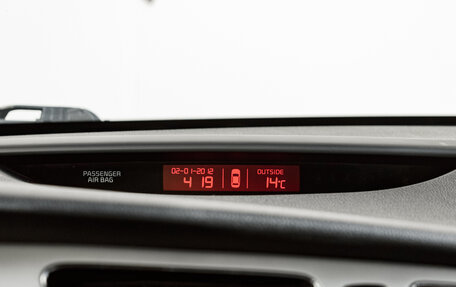 PASSENGER
AIR BAG
02-01-2012
4 19
OUTSIDE
14°C